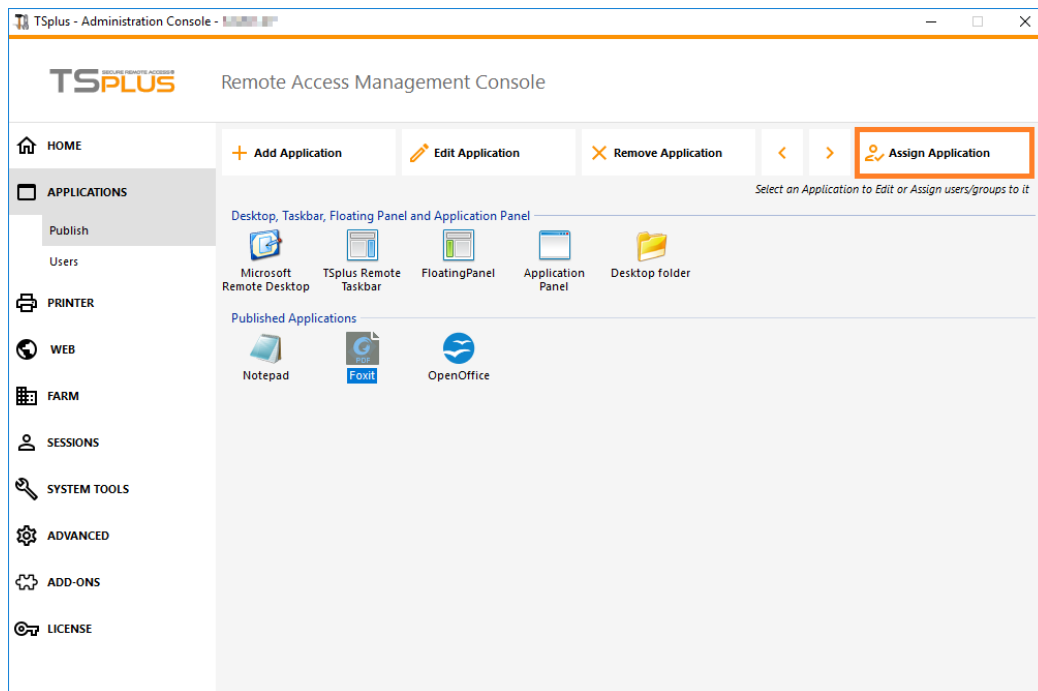 TSplus - Administration Console -
TSPLUS
SECURE REMOTE ACCESS
Remote Access Management Console
HOME
APPLICATIONS
Publish
Users
PRINTER
WEB
FARM
SESSIONS
SYSTEM TOOLS
ADVANCED
ADD-ONS
LICENSE
Add Application
Edit Application
Remove Application
Assign Application
Select an Application to Edit or Assign users/groups to it
Desktop, Taskbar, Floating Panel and Application Panel
Microsoft
Remote Desktop
TSplus Remote
Taskbar
FloatingPanel
Application
Panel
Desktop folder
Published Applications
Notepad
PDF
Foxit
OpenOffice